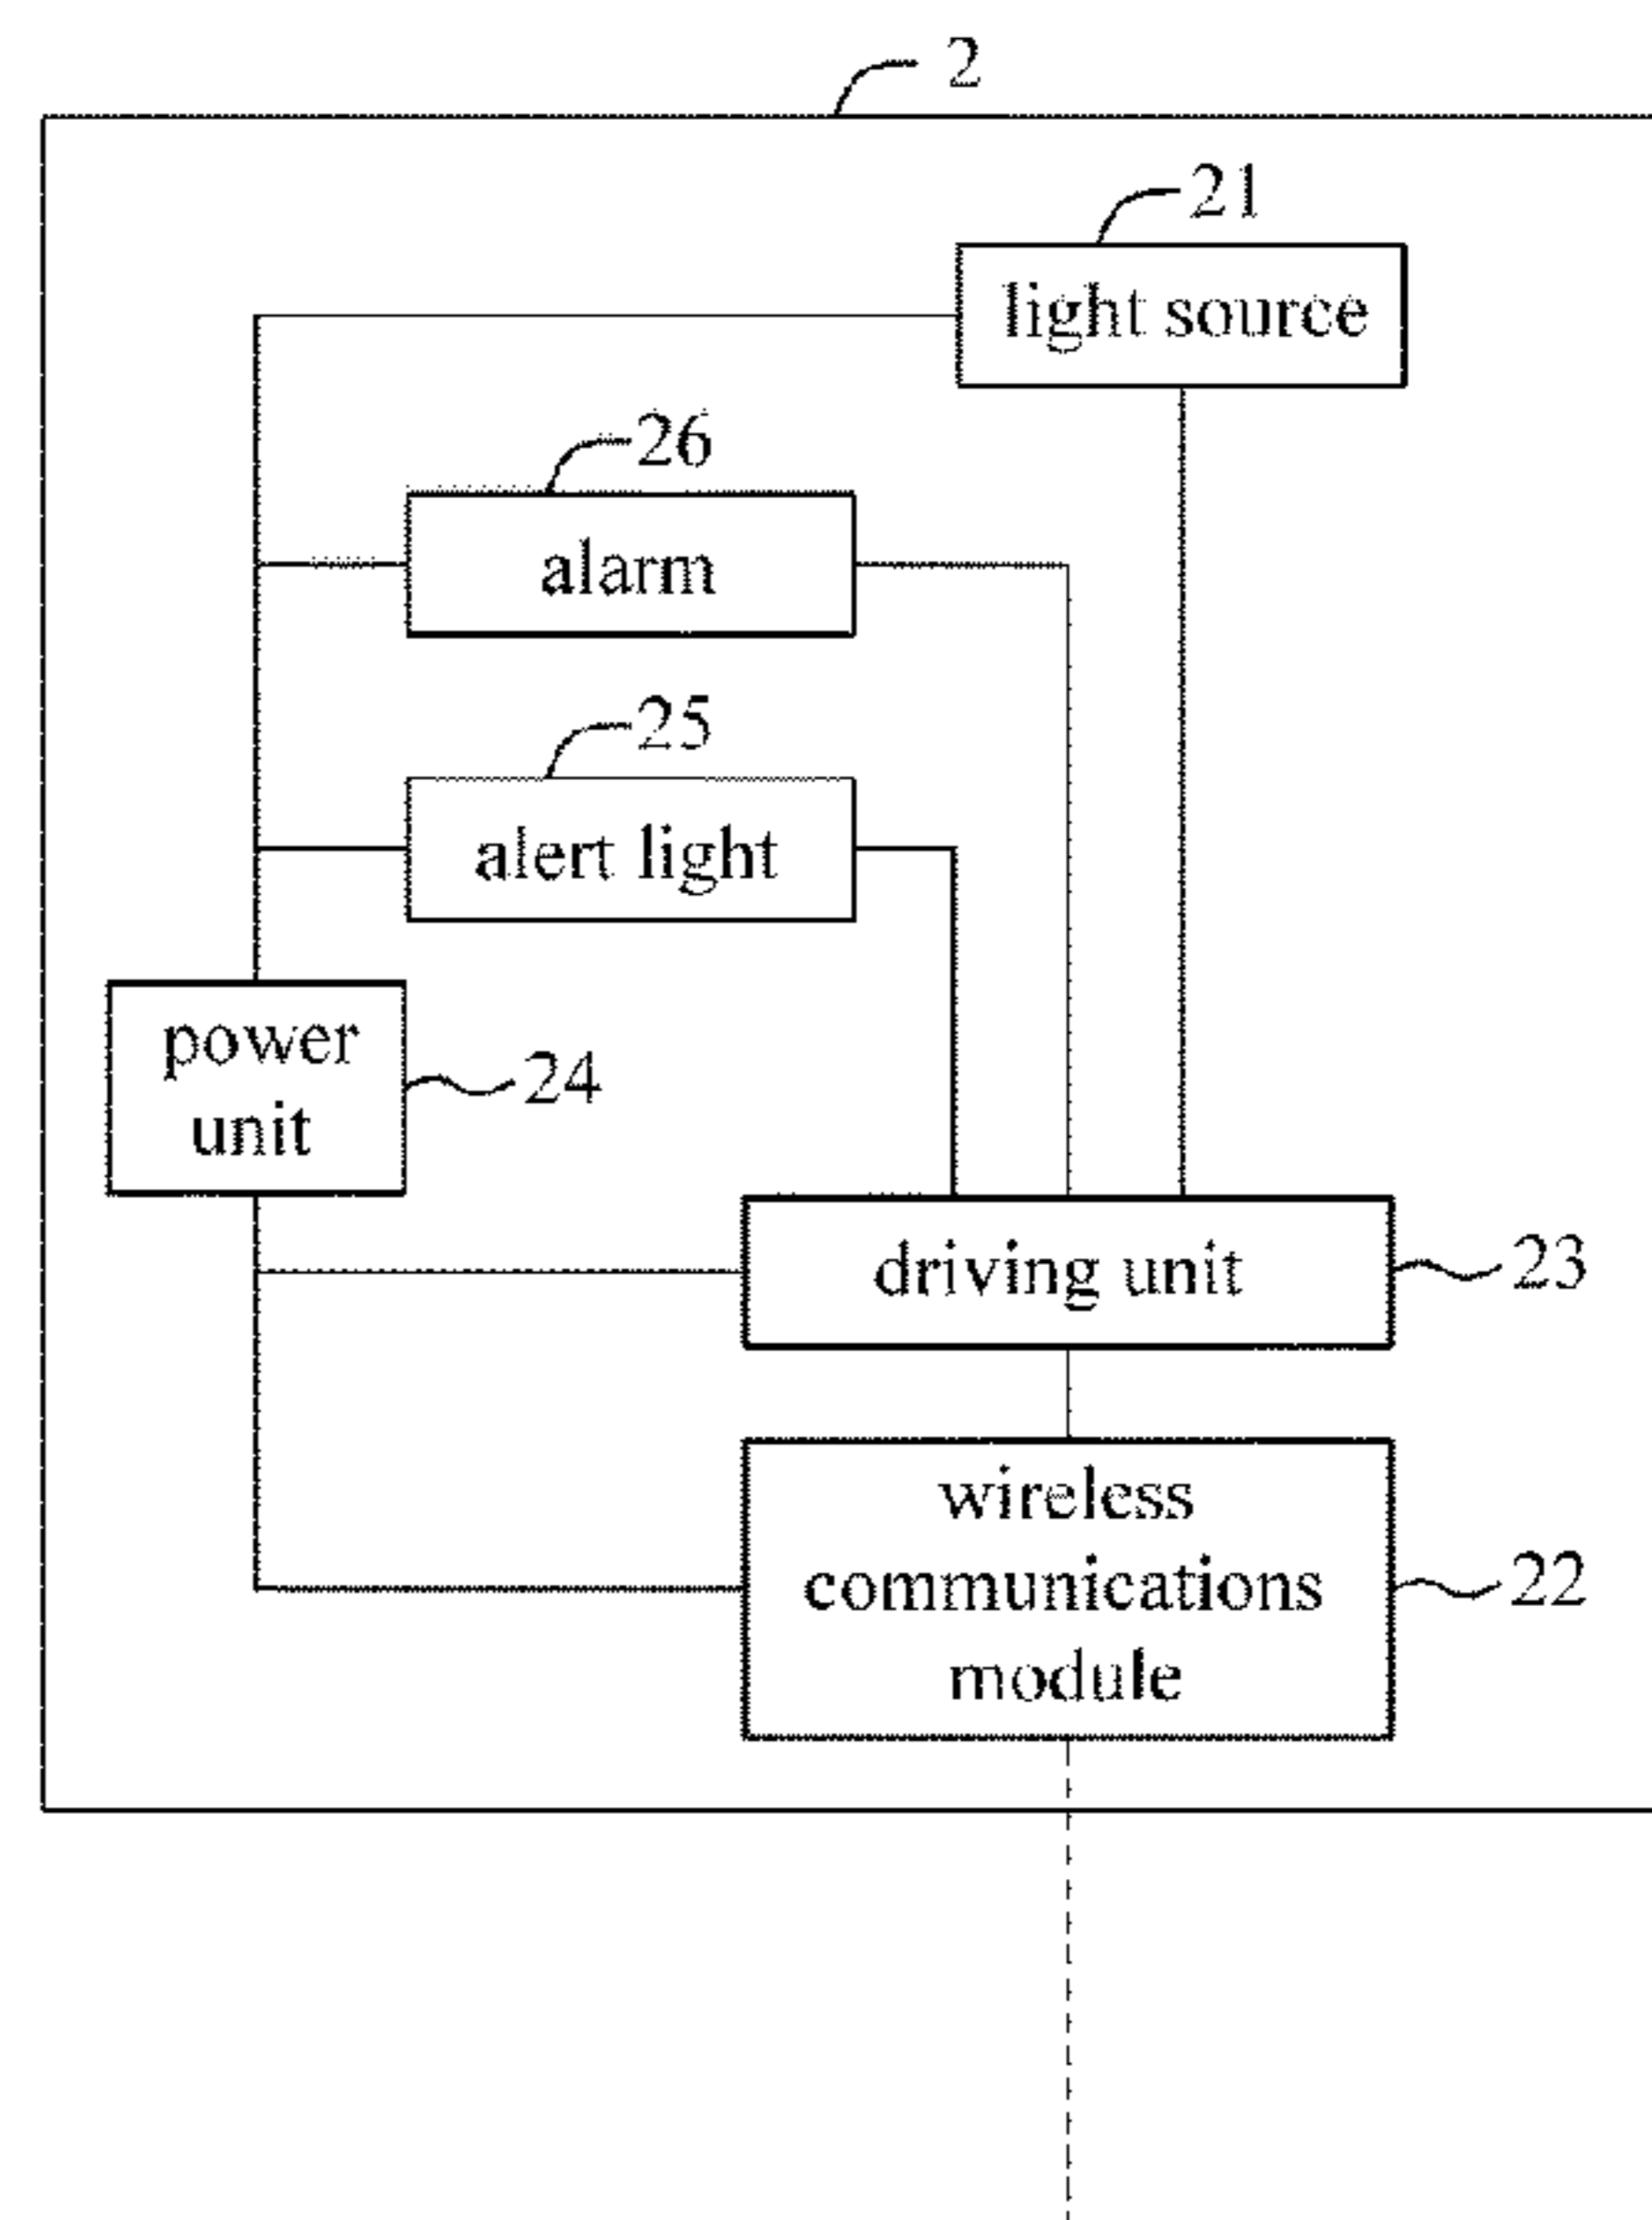 2
21
light source
26
alarm
25
alert light
power
unit
24
driving unit
23
wireless
communications
module
22